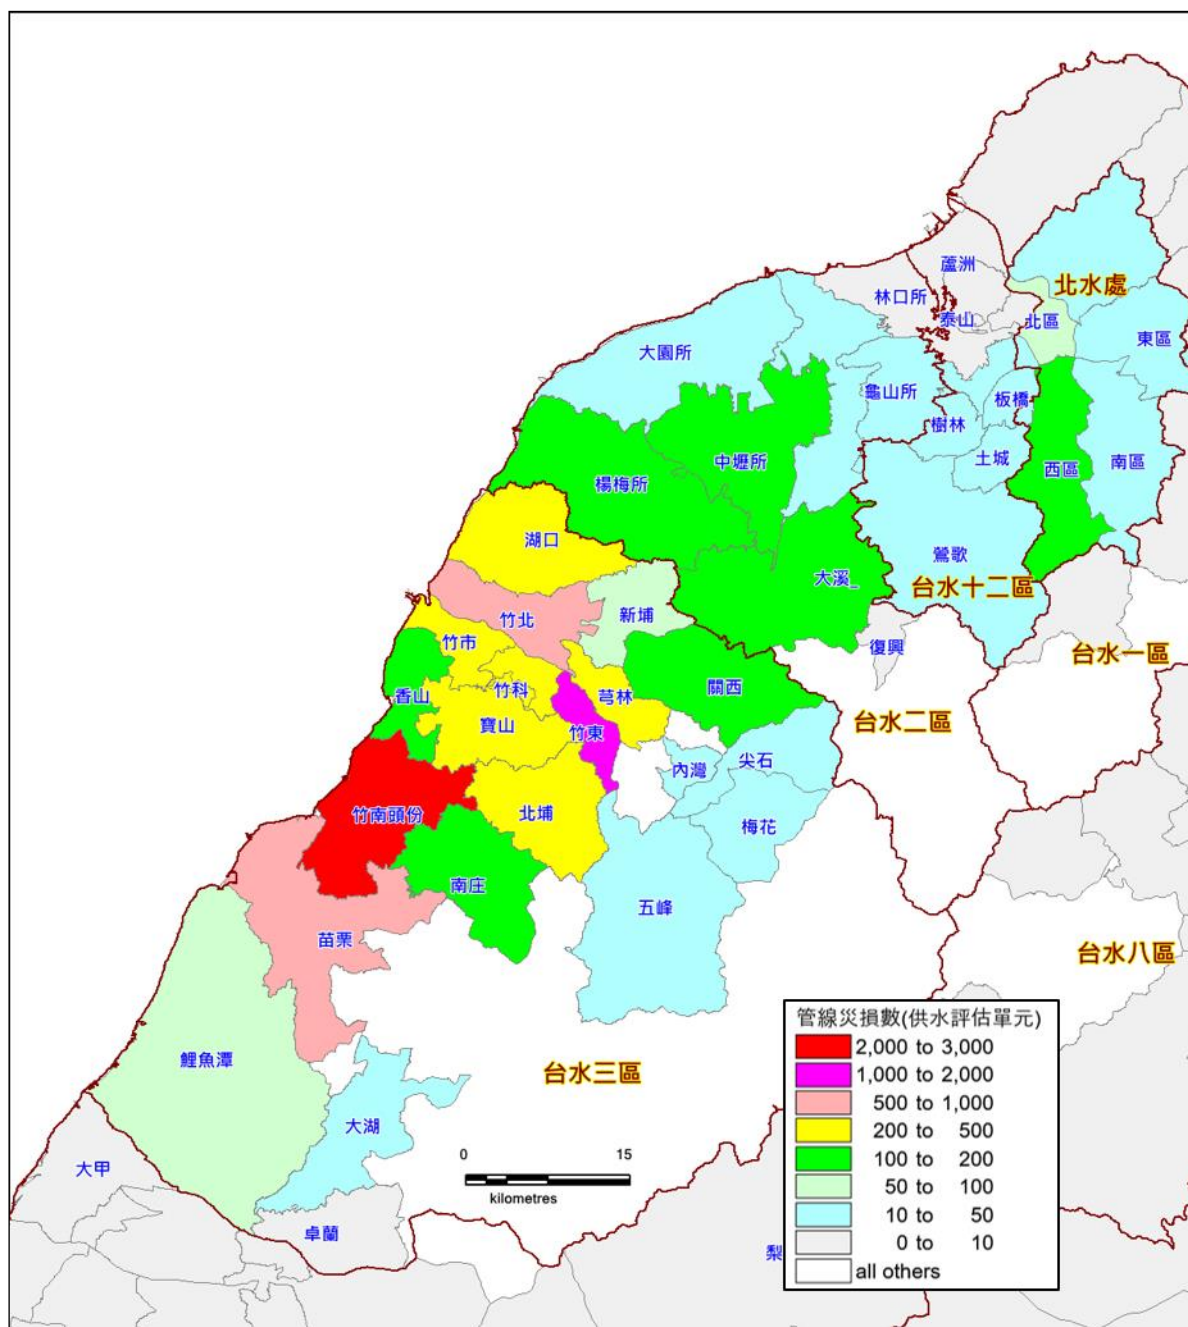 蘆洲
北水處
林口所
泰山
北區
東區
大園所
龜山所
板橋
樹林
土城
中壢所
西區
南區
楊梅所
湖口
鶯歌
大溪_
台水十二區
新埔
竹北
竹市
復興
台水一區
關西
竹科
香山
芎林
台水二區
寶山
竹東
尖石
內灣
竹南頭份
北埔
梅花
南庄
五峰
苗栗
台水八區
管線災損數(供水評估單元)
2,000 to 3,000
1,000 to 2,000
500 to 1,000
200 to 500
100 to 200
50 to 100
10 to 50
0 to 10
all others
鯉魚潭
台水三區
大湖
0 15
kilometres
大甲
卓蘭
梨